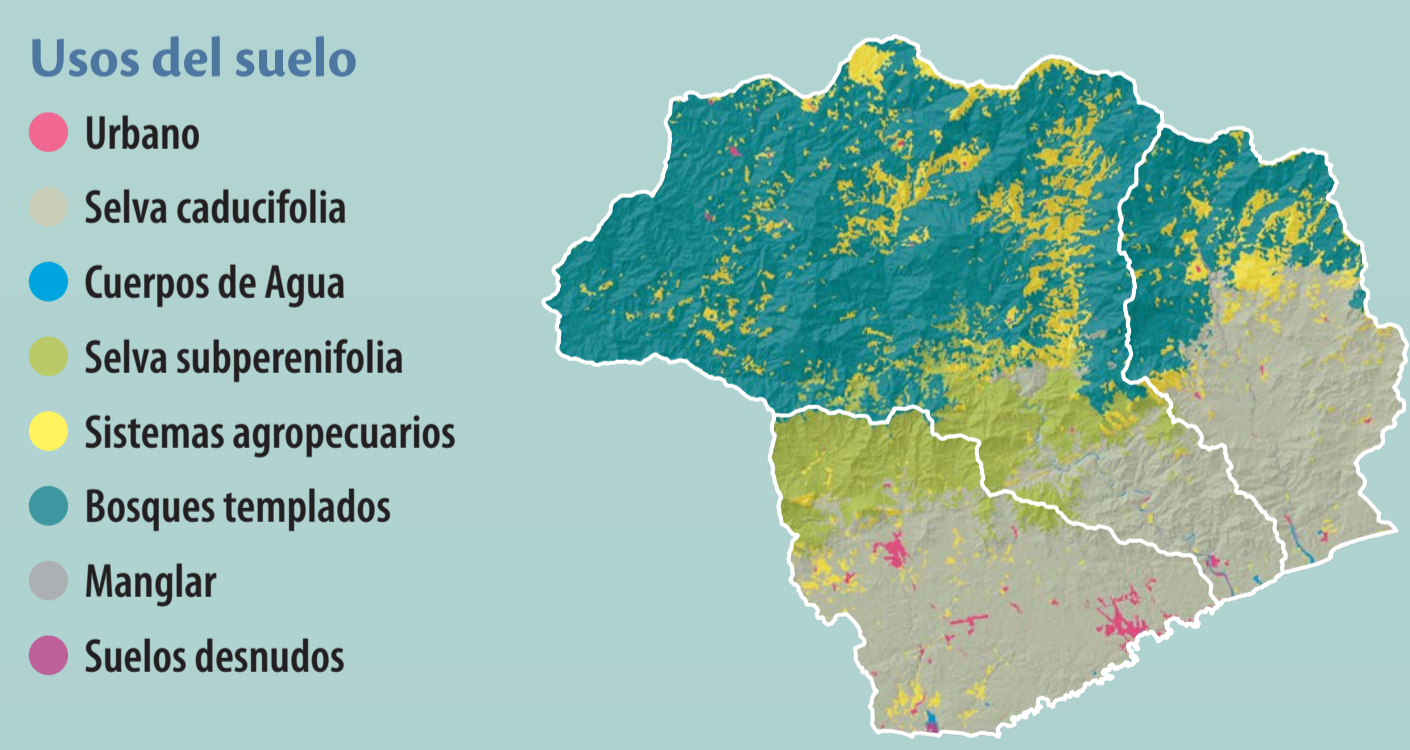 Usos del suelo
Urbano
Selva caducifolia
Cuerpos de Agua
Selva subperenifolia
Sistemas agropecuarios
Bosques templados
Manglar
Suelos desnudos